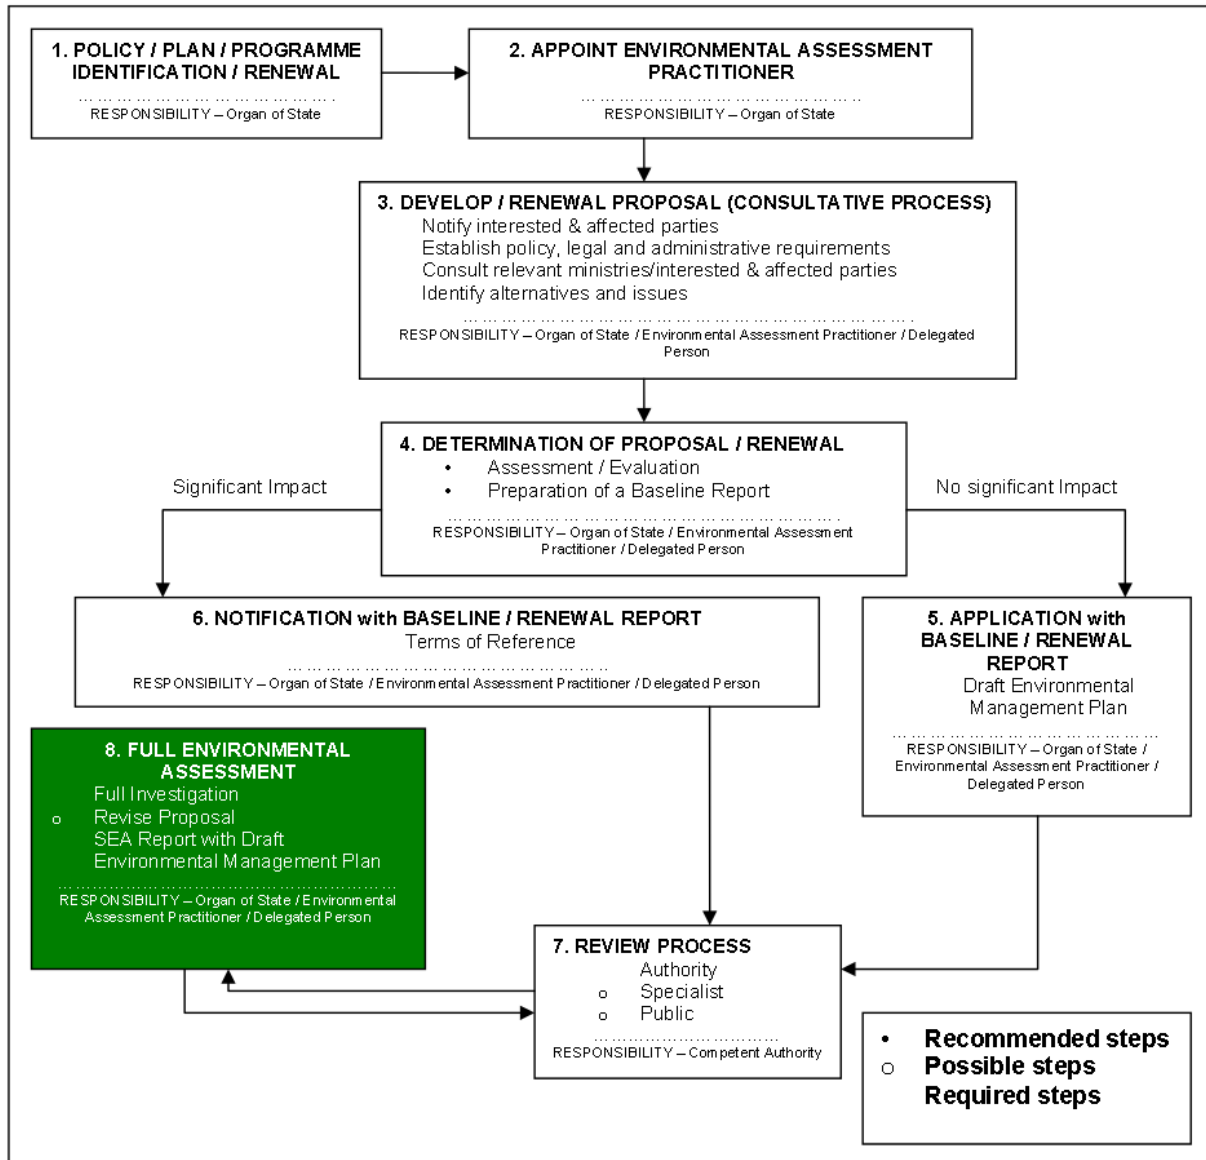 1. POLICY / PLAN / PROGRAMME
IDENTIFICATION / RENEWAL
……………………………………….
RESPONSIBILITY – Organ of State
2. APPOINT ENVIRONMENTAL ASSESSMENT
PRACTITIONER
…………………………………………..
RESPONSIBILITY – Organ of State
3. DEVELOP / RENEWAL PROPOSAL (CONSULTATIVE PROCESS)
Notify interested & affected parties
Establish policy, legal and administrative requirements
Consult relevant ministries/interested & affected parties
Identify alternatives and issues
…………………………………………………………………….
RESPONSIBILITY – Organ of State / Environmental Assessment Practitioner / Delegated
Person
4. DETERMINATION OF PROPOSAL / RENEWAL
• Assessment / Evaluation
• Preparation of a Baseline Report
…………………………………………………………….
RESPONSIBILITY – Organ of State / Environmental Assessment
Practitioner / Delegated Person
Significant Impact
No significant Impact
6. NOTIFICATION with BASELINE / RENEWAL REPORT
Terms of Reference
………………………………………………..
RESPONSIBILITY – Organ of State / Environmental Assessment Practitioner / Delegated Person
5. APPLICATION with
BASELINE / RENEWAL
REPORT
Draft Environmental
Management Plan
…………………………………………
RESPONSIBILITY – Organ of State /
Environmental Assessment Practitioner /
Delegated Person
8. FULL ENVIRONMENTAL
ASSESSMENT
Full Investigation
o Revise Proposal
SEA Report with Draft
Environmental Management Plan
………………………………………………
RESPONSIBILITY – Organ of State / Environmental
Assessment Practitioner / Delegated Person
7. REVIEW PROCESS
Authority
o Specialist
o Public
……………………………
RESPONSIBILITY – Competent Authority
• Recommended steps
o Possible steps
Required steps